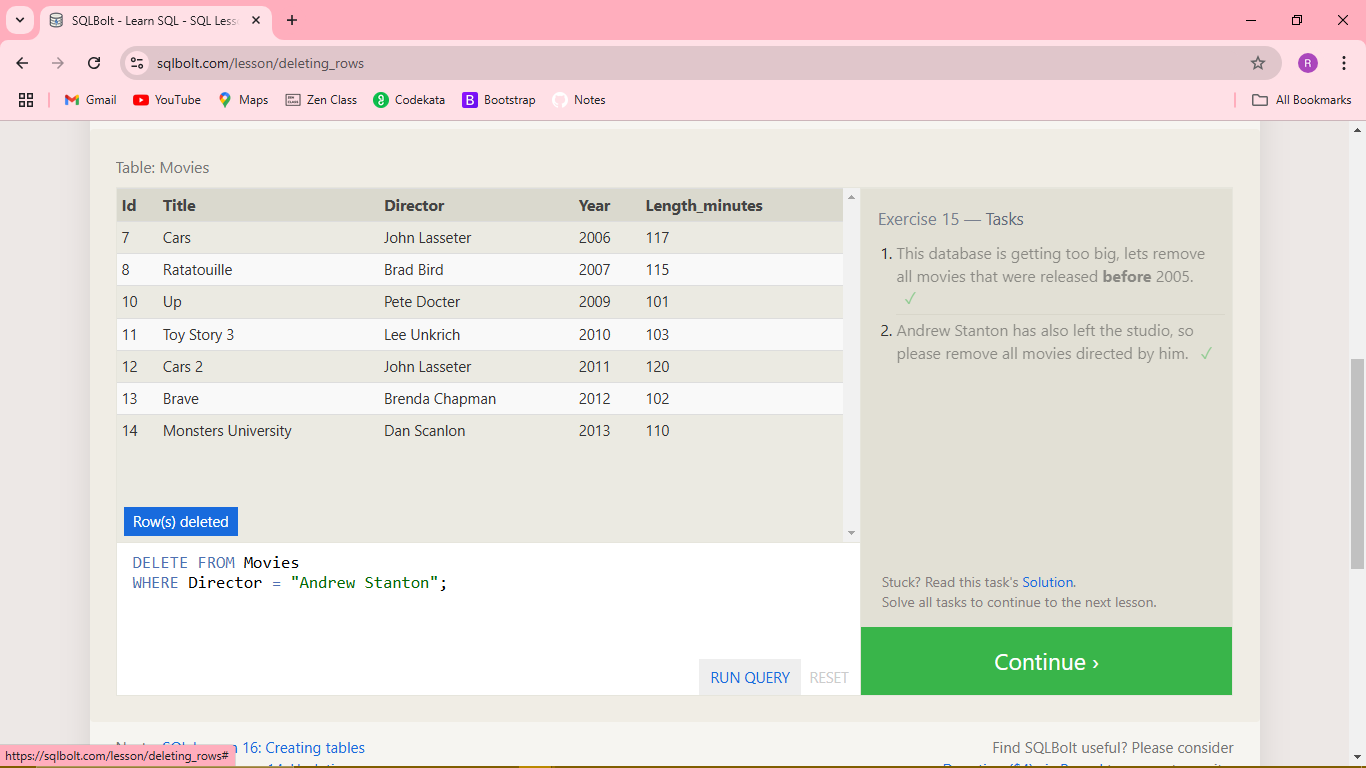 SQLBolt - Learn SQL - SQL Less
sqlbolt.com/lesson/deleting_rows
R
Gmail YouTube Maps Zen Class Codekata Bootstrap Notes All Bookmarks
Table: Movies
Id Title Director Year Length_minutes
7 Cars John Lasseter 2006 117
8 Ratatouille Brad Bird 2007 115
10 Up Pete Docter 2009 101
11 Toy Story 3 Lee Unkrich 2010 103
12 Cars 2 John Lasseter 2011 120
13 Brave Brenda Chapman 2012 102
14 Monsters University Dan Scanlon 2013 110
Row(s) deleted
DELETE FROM Movies
WHERE Director = "Andrew Stanton";
RUN QUERY RESET
Exercise 15 — Tasks
1. This database is getting too big, lets remove
all movies that were released before 2005.
✓
2. Andrew Stanton has also left the studio, so
please remove all movies directed by him. ✓
Stuck? Read this task's Solution.
Solve all tasks to continue to the next lesson.
Continue ›
16: Creating tables
Find SQLBolt useful? Please consider
https://sqlbolt.com/lesson/deleting_rows#